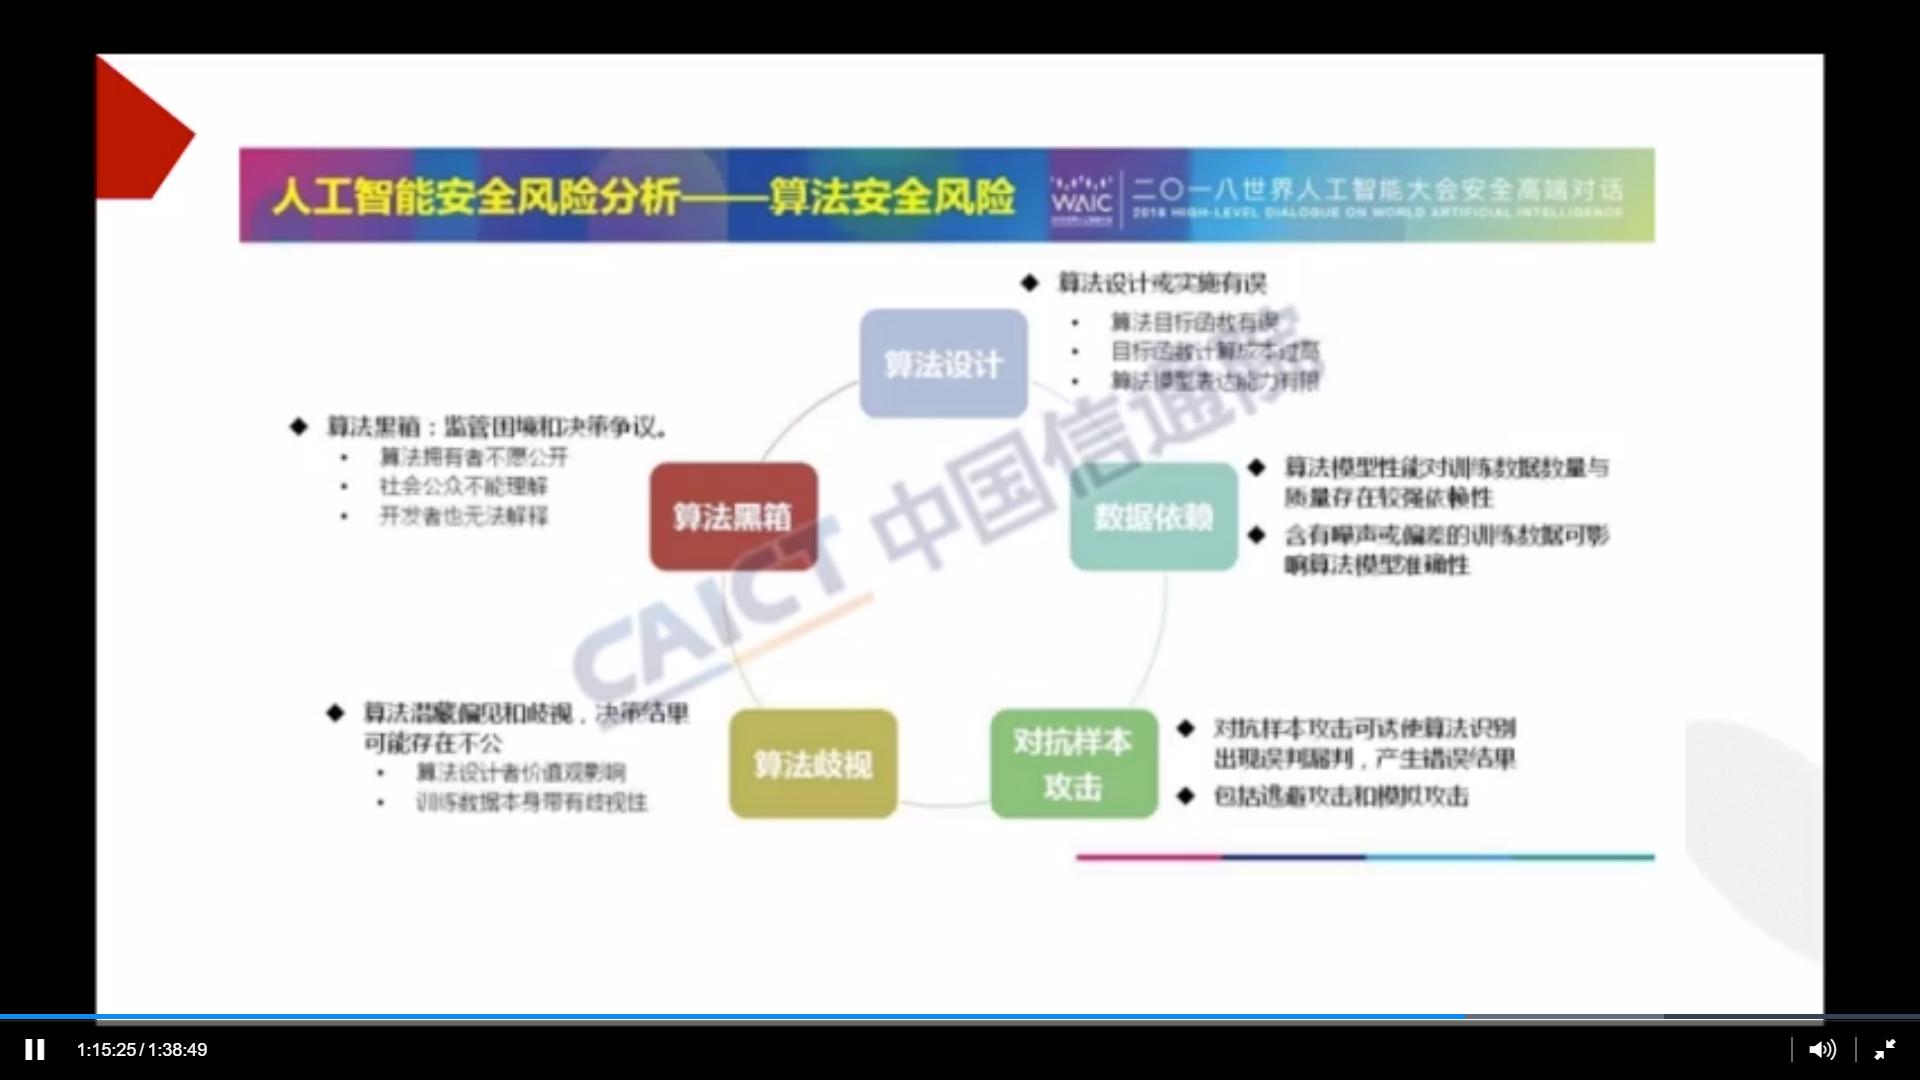 人工智能安全风险分析——算法安全风险
WAIC
二〇一八世界人工智能大会安全高端对话
2018 HIGH-LEVEL DIALOGUE ON WORLD ARTIFICIAL INTELLIGENCE
算法设计
◆ 算法设计或实施有误
• 算法目标函数有误
• 目标函数计算成本过高
• 算法模型表达能力有限
数据依赖
◆ 算法模型性能对训练数据数量与
质量存在较强依赖性
◆ 含有噪声或偏差的训练数据可影
响算法模型准确性
对抗样本
攻击
◆ 对抗样本攻击可诱使算法识别
出现误判漏判，产生错误结果
◆ 包括逃避攻击和模拟攻击
算法歧视
◆ 算法潜藏偏见和歧视，决策结果
可能存在不公
• 算法设计者价值观影响
• 训练数据本身带有歧视性
算法黑箱
◆ 算法黑箱：监管困境和决策争议。
• 算法拥有者不愿公开
• 社会公众不能理解
• 开发者也无法解释
CAICT 中国信通院
1:15:25 / 1:38:49